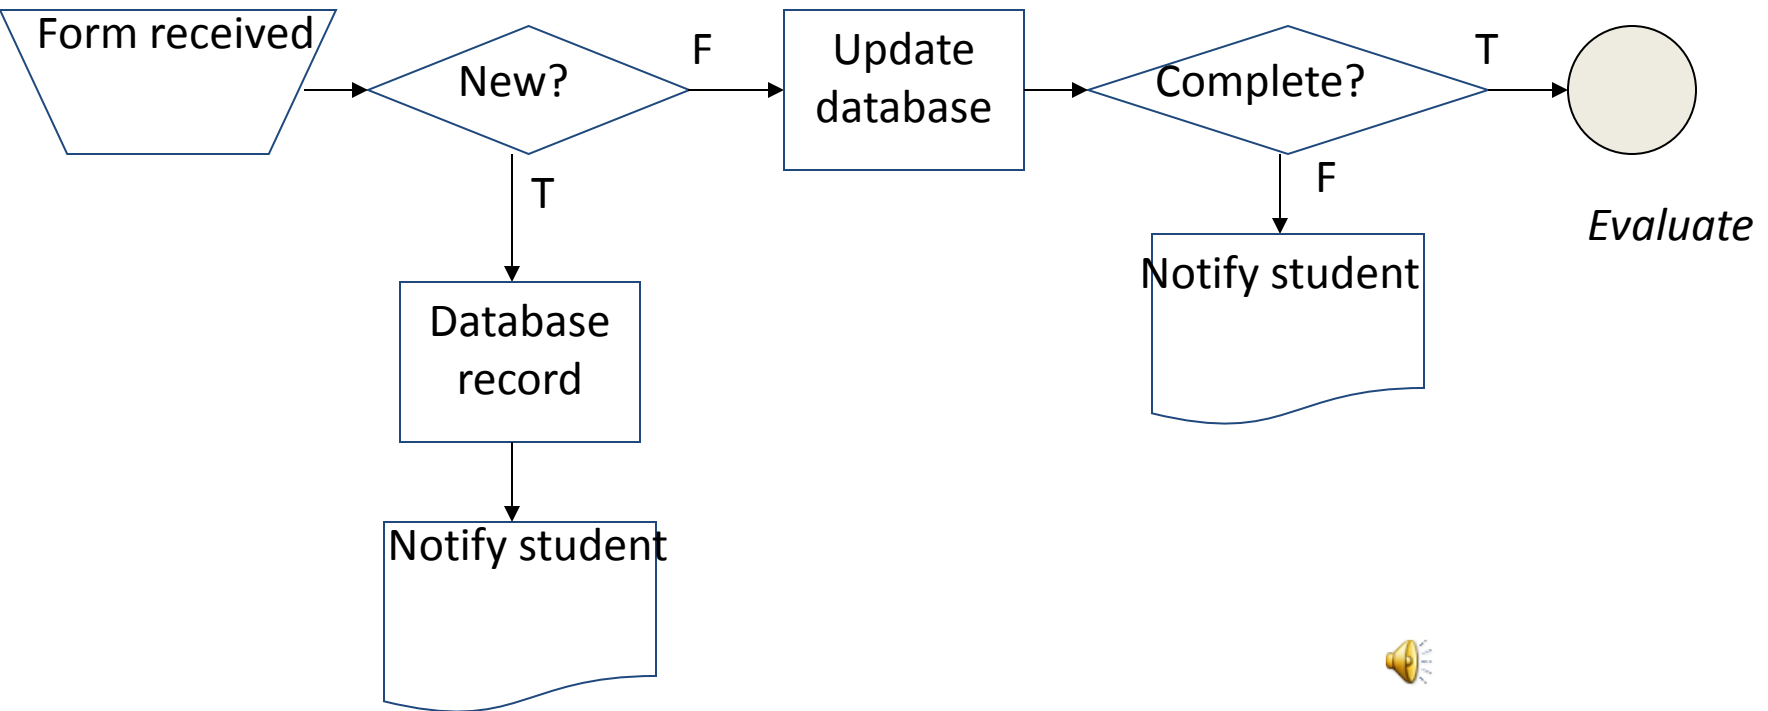 Form received
New?
F
Update
database
Complete?
T
T
F
Evaluate
Notify student
Database
record
Notify student